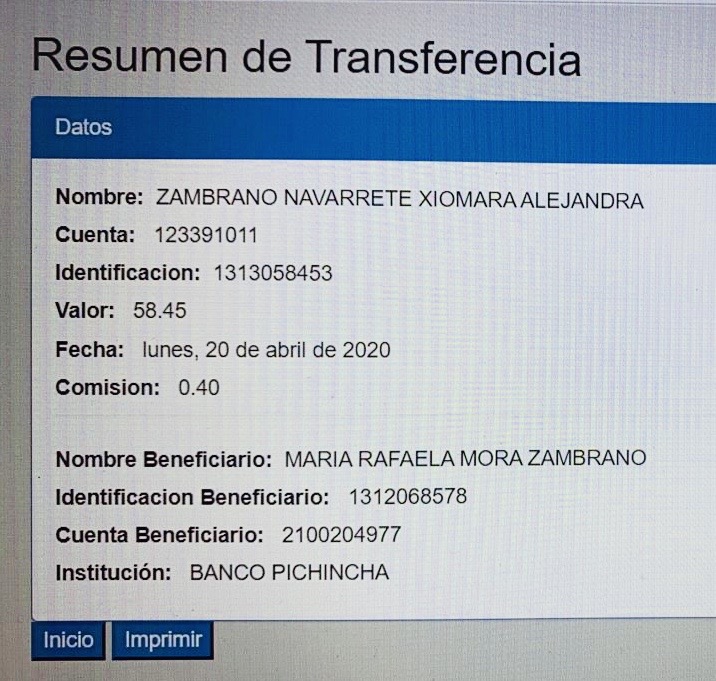 Resumen de Transferencia
Datos
Nombre: ZAMBRANO NAVARRETE XIOMARA ALEJANDRA
Cuenta: 123391011
Identificacion: 1313058453
Valor: 58.45
Fecha: lunes, 20 de abril de 2020
Comision: 0.40
Nombre Beneficiario: MARIA RAFAELA MORA ZAMBRANO
Identificacion Beneficiario: 1312068578
Cuenta Beneficiario: 2100204977
Institución: BANCO PICHINCHA
Inicio Imprimir